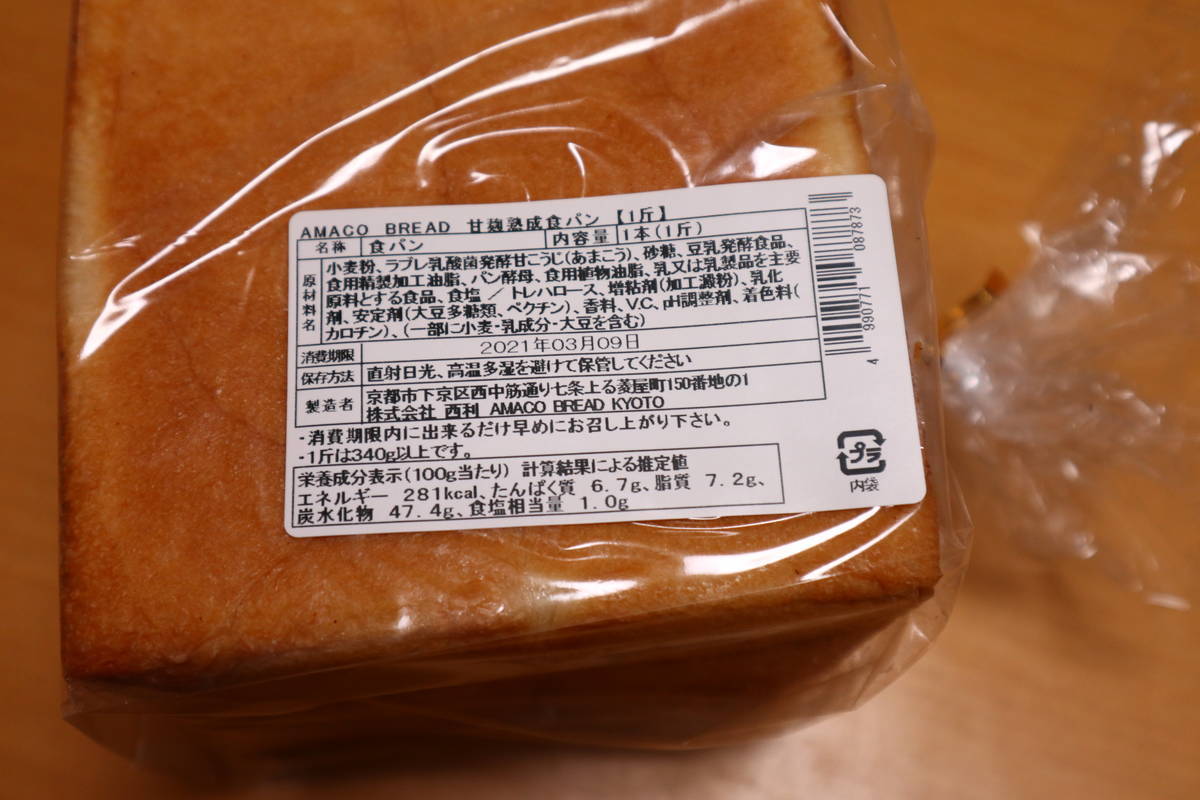 AMACO BREAD 甘麹熟成食パン【1斤】
名称 食パン 内容量 1本(1斤)
原材料名
小麦粉、ラブレ乳酸菌発酵甘こうじ(あまこう)、砂糖、豆乳発酵食品、
食用精製加工油脂、パン酵母、食用植物油脂、乳又は乳製品を主要
原料とする食品、食塩 / トレハロース、増粘剤(加工澱粉)、乳化
剤、安定剤(大豆多糖類、ペクチン)、香料、V.C、pH調整剤、着色料(
カロチン)、(一部に小麦・乳成分・大豆を含む)
消費期限 2021年03月09日
保存方法 直射日光、高温多湿を避けて保管してください
製造者 京都市下京区西中筋通り七条上る菱屋町150番地の1
株式会社 西利 AMACO BREAD KYOTO
・消費期限内に出来るだけ早めにお召し上がり下さい。
・1斤は340g以上です。
栄養成分表示(100g当たり) 計算結果による推定値
エネルギー 281kcal、たんぱく質 6.7g、脂質 7.2g、
炭水化物 47.4g、食塩相当量 1.0g
4 990771 087873
プラ
内袋